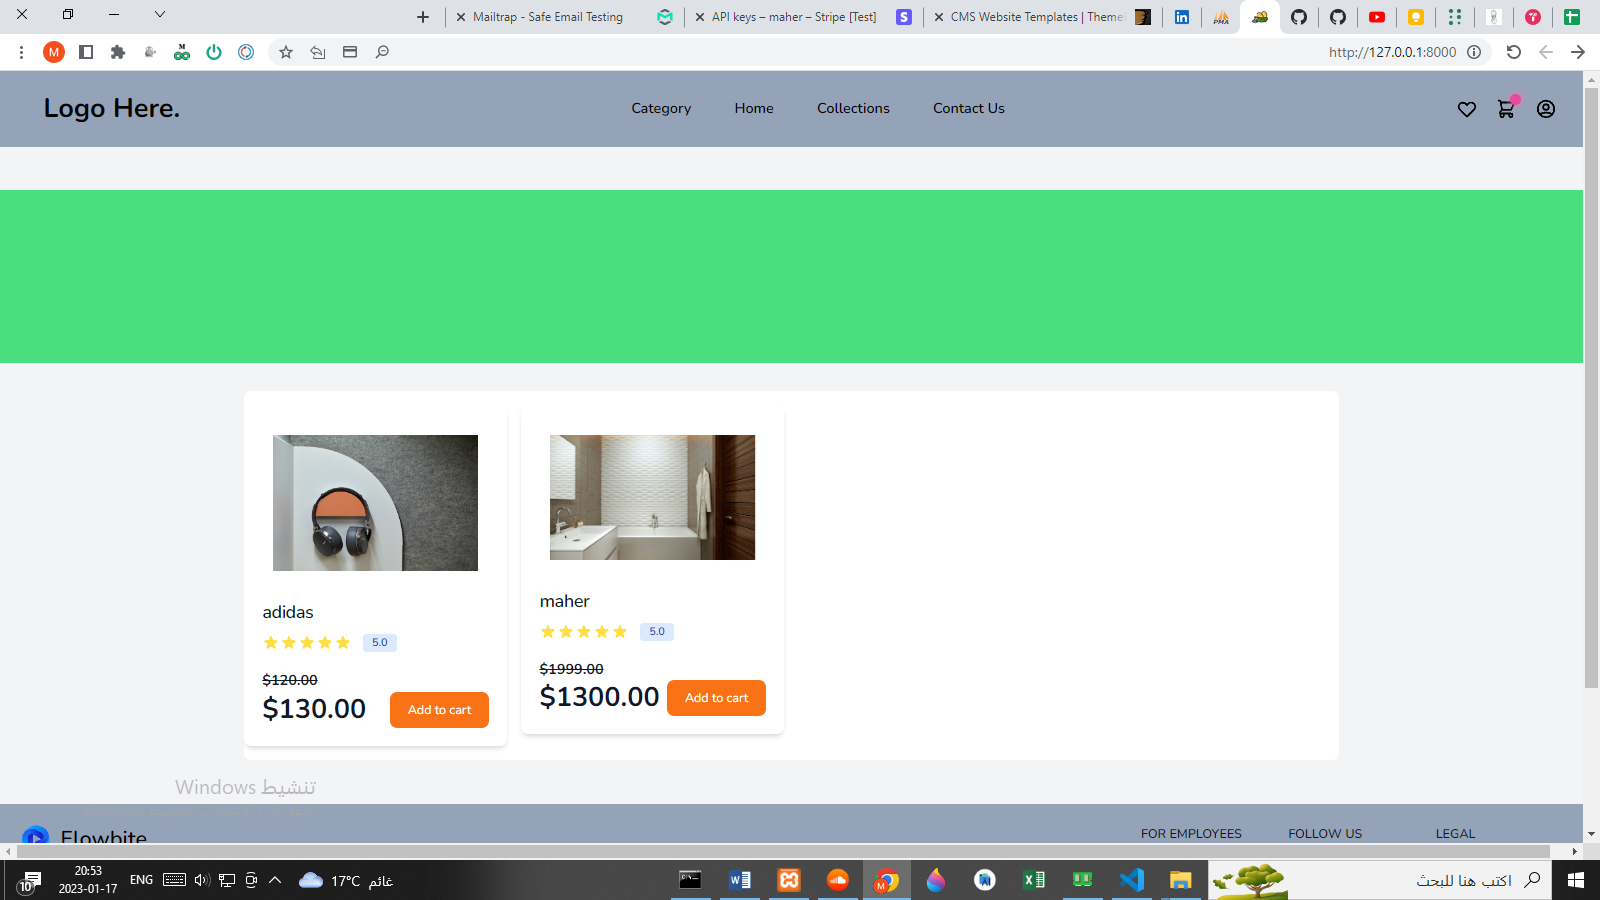 Mailtrap - Safe Email Testing
API keys – maher – Stripe [Test]
CMS Website Templates | Theme
M
http://127.0.0.1:8000
Logo Here.
Category
Home
Collections
Contact Us
adidas
5.0
$120.00
$130.00
Add to cart
maher
5.0
$1999.00
$1300.00
Add to cart
تنشيط Windows
Flowbite
FOR EMPLOYEES
FOLLOW US
LEGAL
10
20:53
2023-01-17
ENG
17°C غائم
اكتب هنا للبحث